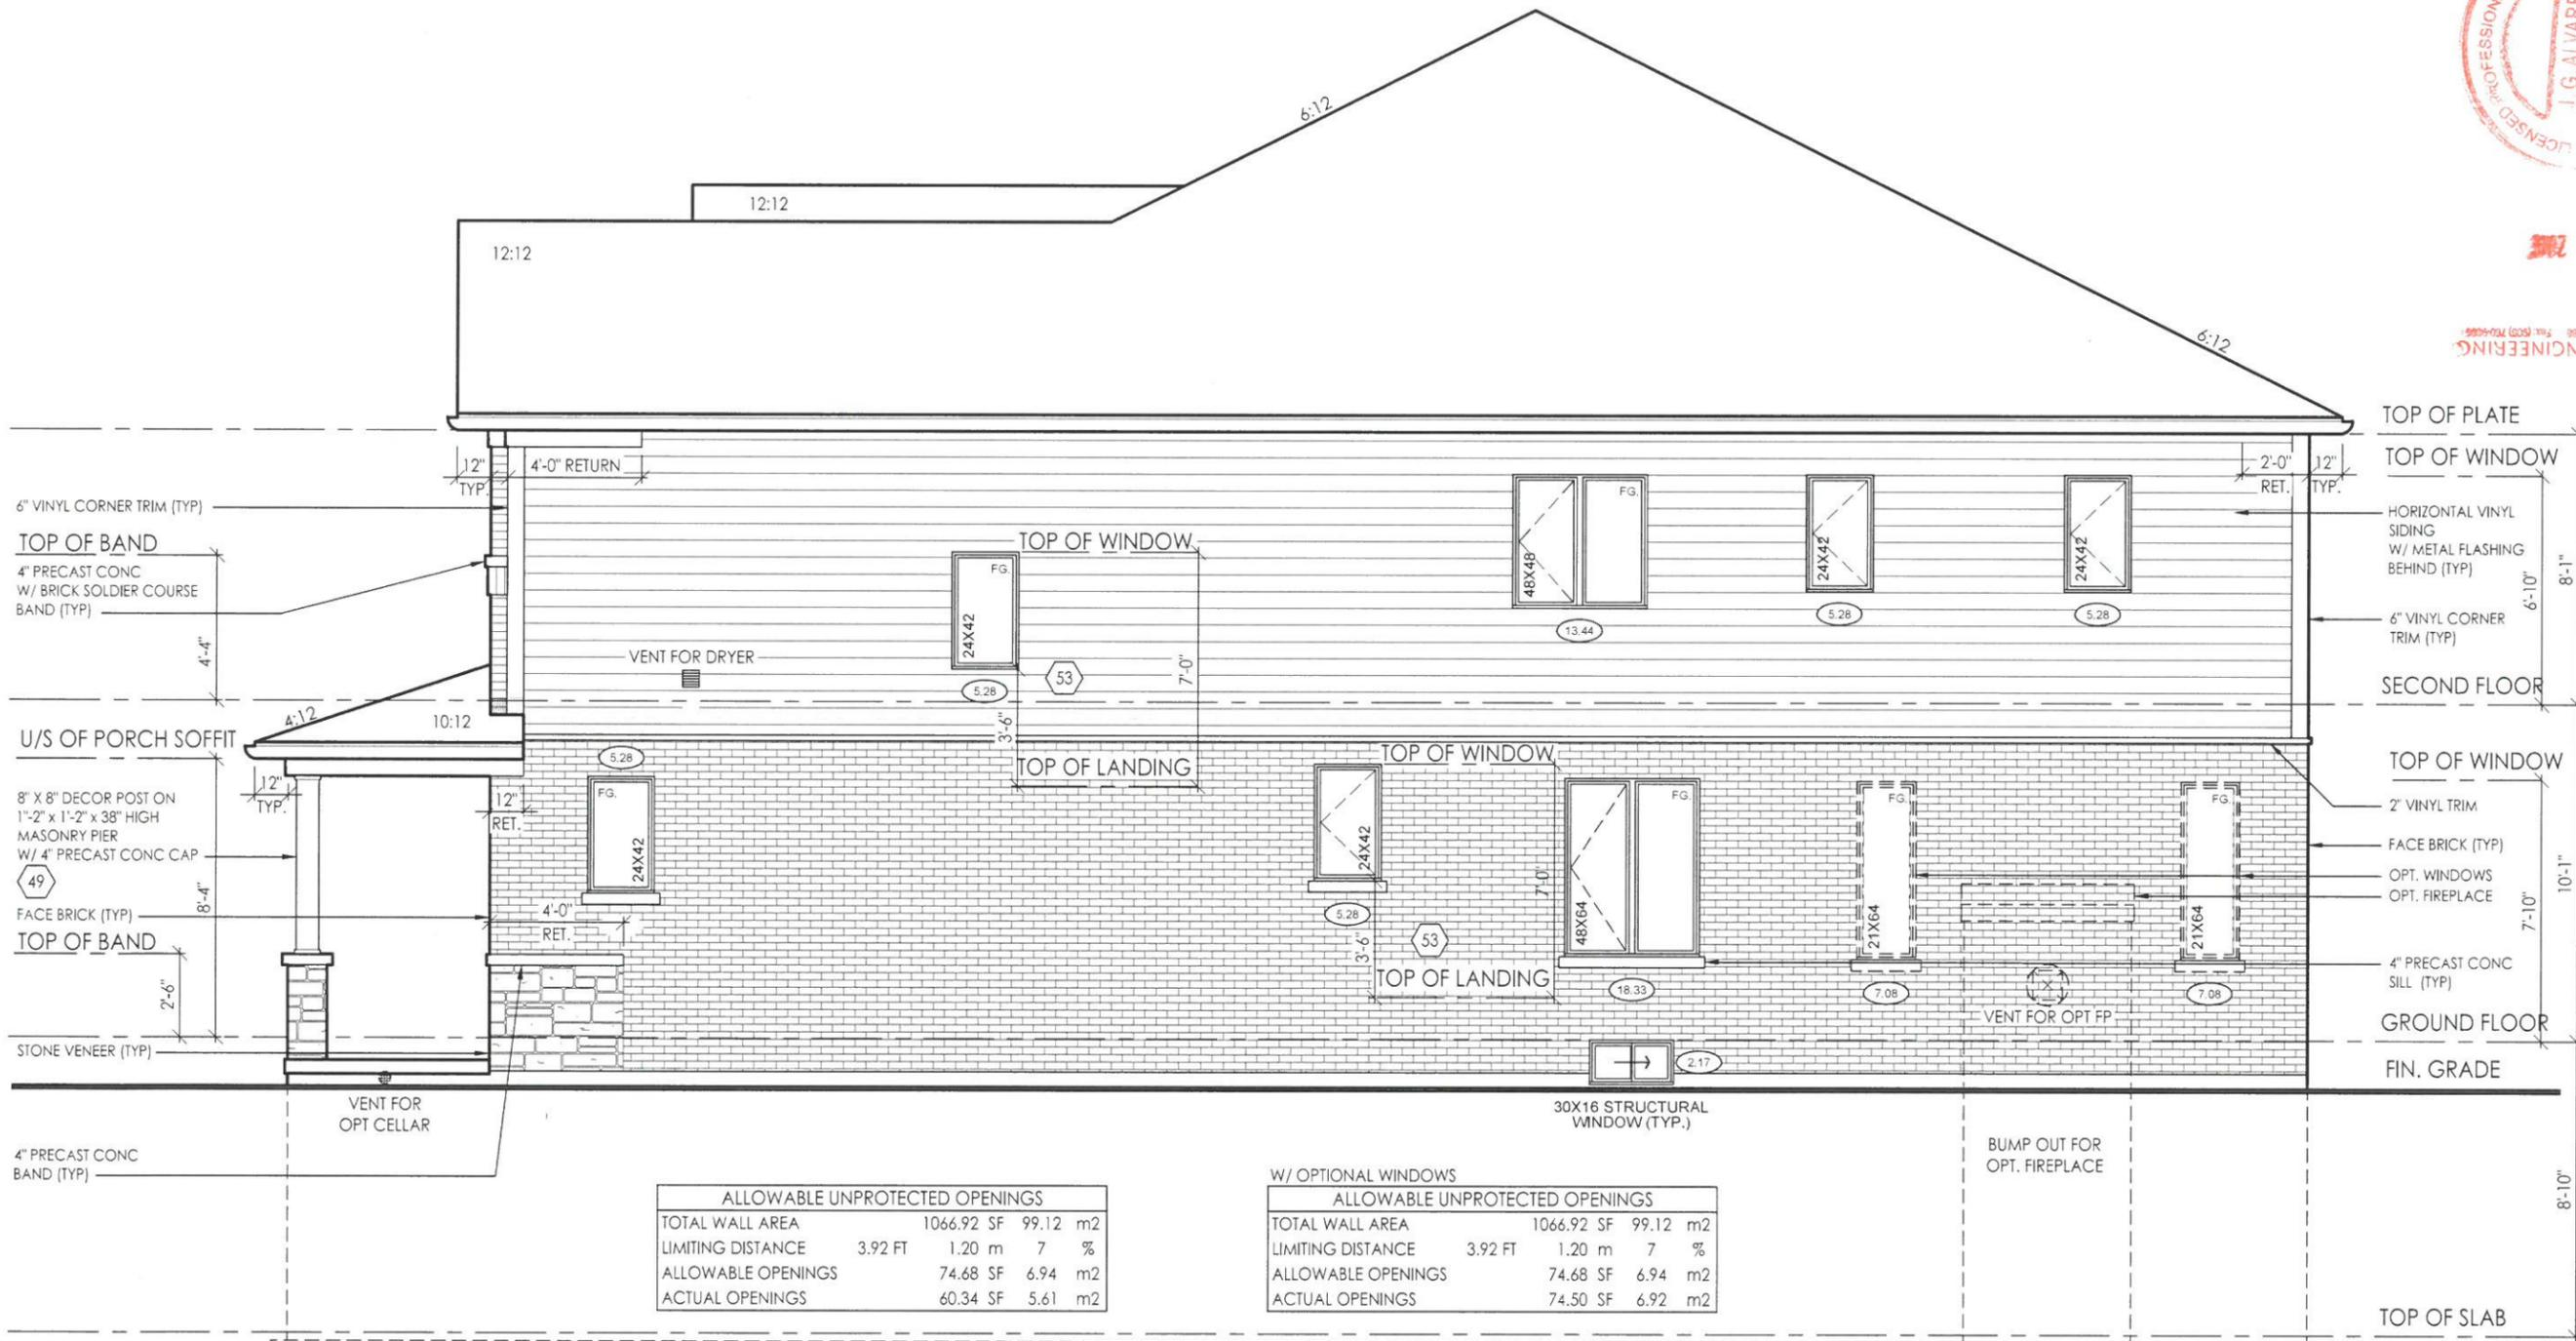 LICENSED PROFESSION
J. G. ALVARE
ENGINEERING
6:12
12:12
12:12
6:12
TOP OF PLATE
12"
TYP.
4'-0" RETURN
2'-0"
RET.
12"
TYP.
TOP OF WINDOW
6" VINYL CORNER TRIM (TYP)
TOP OF BAND
4" PRECAST CONC
W/ BRICK SOLDIER COURSE
BAND (TYP)
4'-4"
TOP OF WINDOW
FG.
24X42
5.28
53
7'-0"
3'-6"
TOP OF LANDING
VENT FOR DRYER
48X48
FG.
13.44
24X42
5.28
24X42
5.28
HORIZONTAL VINYL
SIDING
W/ METAL FLASHING
BEHIND (TYP)
6'-10"
8'-1"
6" VINYL CORNER
TRIM (TYP)
SECOND FLOOR
4:12
10:12
U/S OF PORCH SOFFIT
12"
TYP.
8" X 8" DECOR POST ON
1"-2" x 1'-2" x 38" HIGH
MASONRY PIER
W/ 4" PRECAST CONC CAP
49
8'-4"
FACE BRICK (TYP)
TOP OF BAND
2'-6"
STONE VENEER (TYP)
12"
RET.
5.28
FG.
24X42
4'-0"
RET.
TOP OF WINDOW
24X42
5.28
53
7'-0"
3'-6"
TOP OF LANDING
FG.
48X64
18.33
FG.
21X64
7.08
FG.
21X64
7.08
VENT FOR OPT FP
TOP OF WINDOW
2" VINYL TRIM
FACE BRICK (TYP)
OPT. WINDOWS
OPT. FIREPLACE
7'-10"
10'-1"
4" PRECAST CONC
SILL (TYP)
GROUND FLOOR
2.17
FIN. GRADE
VENT FOR
OPT CELLAR
30X16 STRUCTURAL
WINDOW (TYP.)
BUMP OUT FOR
OPT. FIREPLACE
4" PRECAST CONC
BAND (TYP)
8'-10"
ALLOWABLE UNPROTECTED OPENINGS
TOTAL WALL AREA 1066.92 SF 99.12 m2
LIMITING DISTANCE 3.92 FT 1.20 m 7 %
ALLOWABLE OPENINGS 74.68 SF 6.94 m2
ACTUAL OPENINGS 60.34 SF 5.61 m2
W/ OPTIONAL WINDOWS
ALLOWABLE UNPROTECTED OPENINGS
TOTAL WALL AREA 1066.92 SF 99.12 m2
LIMITING DISTANCE 3.92 FT 1.20 m 7 %
ALLOWABLE OPENINGS 74.68 SF 6.94 m2
ACTUAL OPENINGS 74.50 SF 6.92 m2
TOP OF SLAB